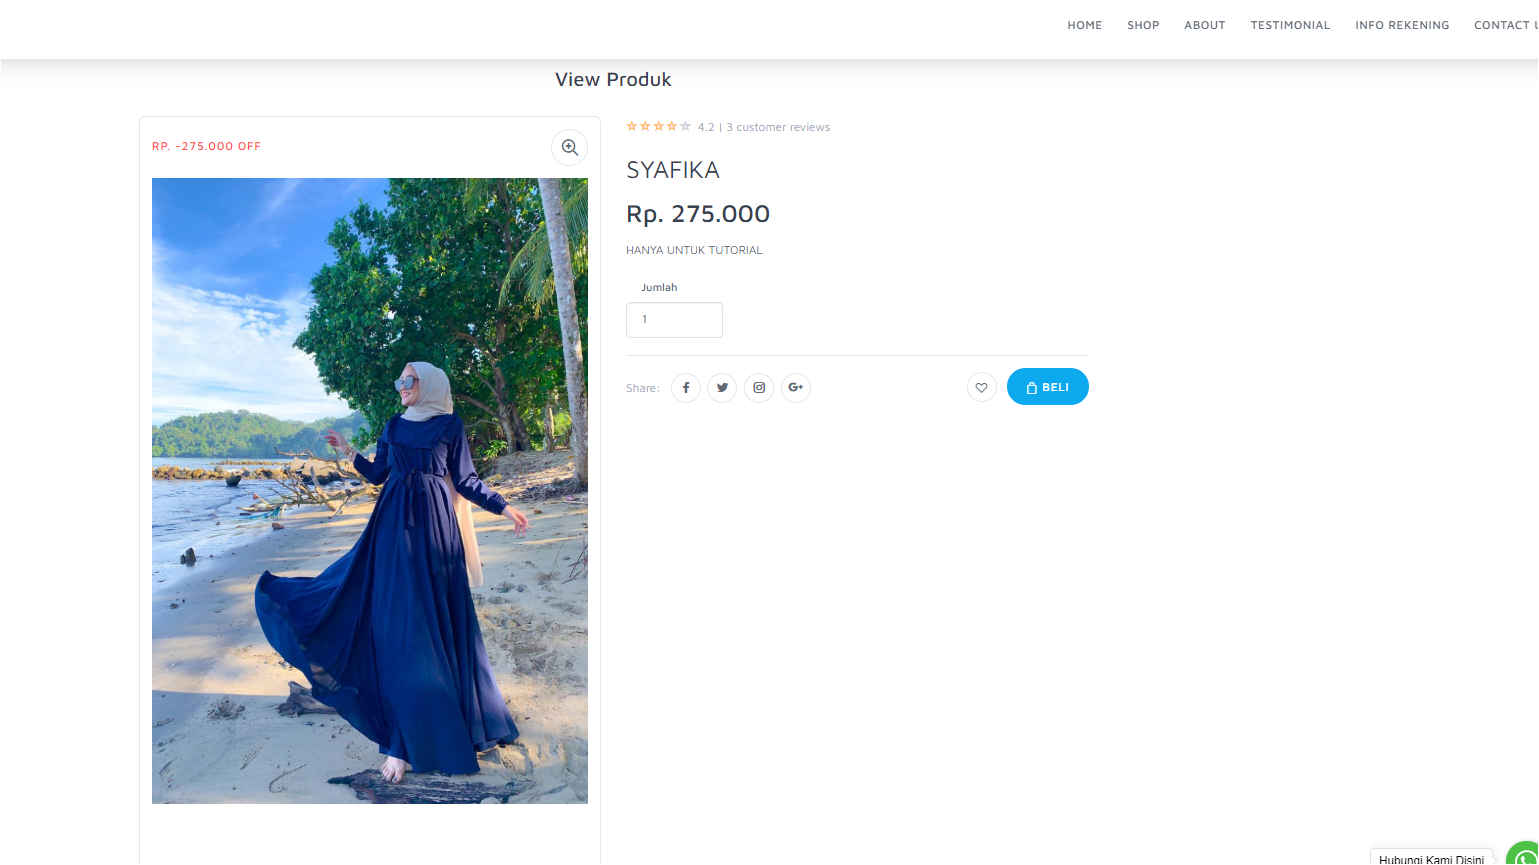 HOME SHOP ABOUT TESTIMONIAL INFO REKENING CONTACT U
View Produk
RP. -275.000 OFF
4.2 | 3 customer reviews
SYAFIKA
Rp. 275.000
HANYA UNTUK TUTORIAL
Jumlah
1
Share:
BELI
Hubungi Kami Disini